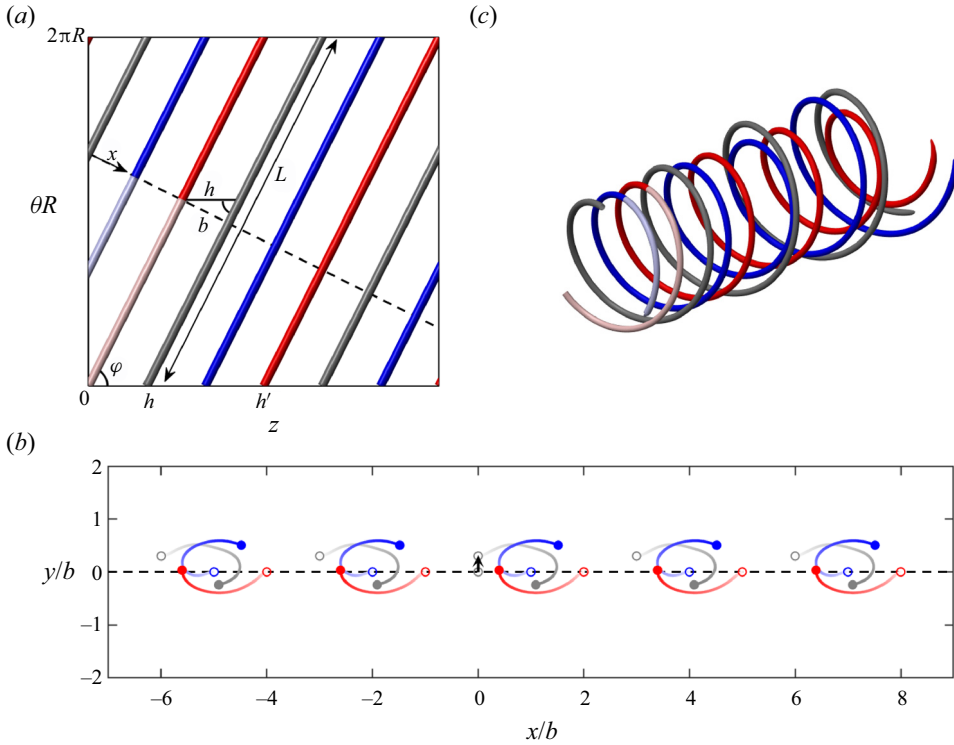 (a)
(c)
2πR
x
h
L
θR
b
φ
0
h
h′
z
(b)
2
1
y/b 0
–1
–2
–6 –4 –2 0 2 4 6 8
x/b